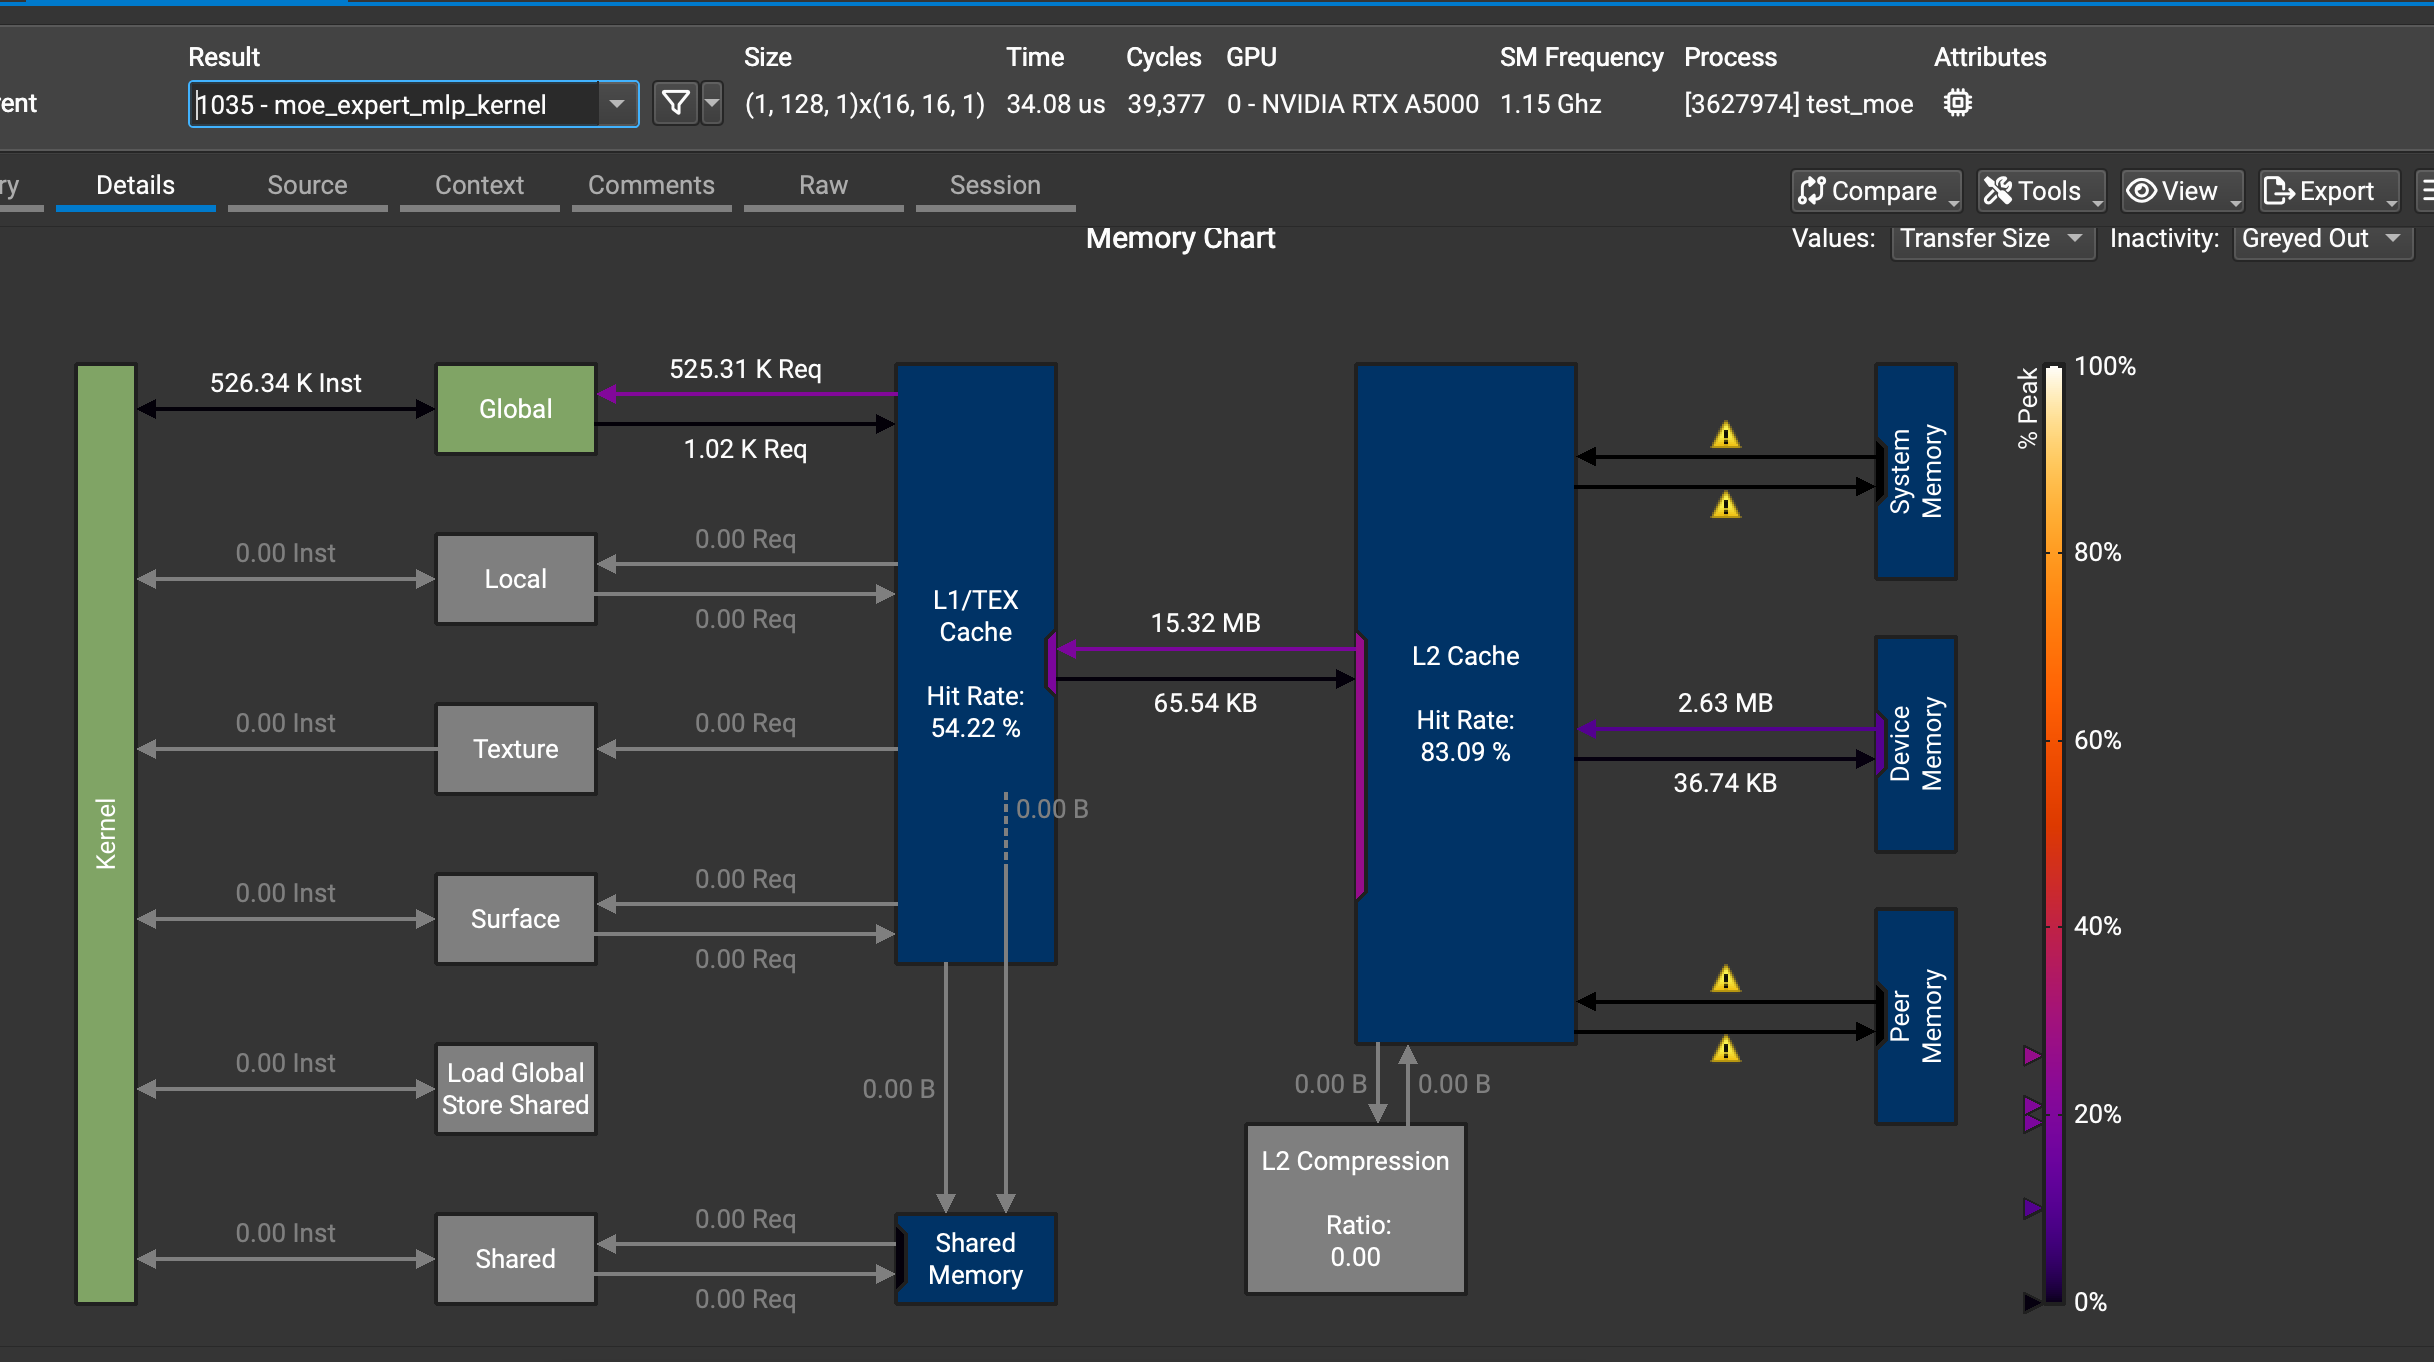 Result
Size
Time
Cycles
GPU
SM Frequency
Process
Attributes
ent
1035 - moe_expert_mlp_kernel
(1, 128, 1)x(16, 16, 1)
34.08 us
39,377
0 - NVIDIA RTX A5000
1.15 Ghz
[3627974] test_moe
ry
Details
Source
Context
Comments
Raw
Session
Compare
Tools
View
Export
Memory Chart
Values:
Transfer Size
Inactivity:
Greyed Out
Kernel
526.34 K Inst
Global
525.31 K Req
1.02 K Req
0.00 Inst
Local
0.00 Req
0.00 Req
0.00 Inst
Texture
0.00 Req
0.00 Inst
Surface
0.00 Req
0.00 Req
0.00 Inst
Load Global
Store Shared
0.00 Inst
Shared
0.00 Req
0.00 Req
L1/TEX
Cache
Hit Rate:
54.22 %
0.00 B
0.00 B
Shared
Memory
15.32 MB
65.54 KB
L2 Cache
Hit Rate:
83.09 %
0.00 B
0.00 B
L2 Compression
Ratio:
0.00
System
Memory
2.63 MB
36.74 KB
Device
Memory
Peer
Memory
% Peak
100%
80%
60%
40%
20%
0%